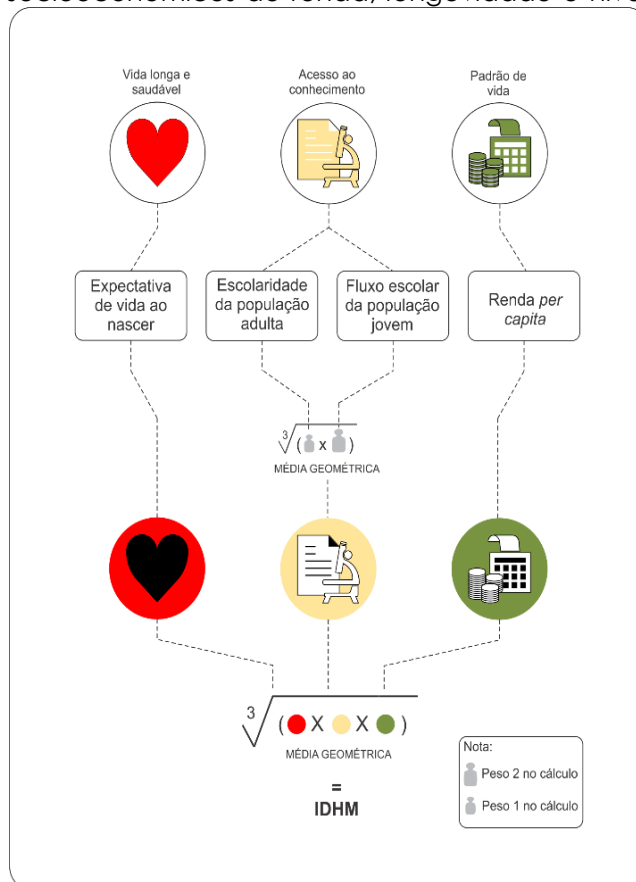 Vida longa e
saudável
Acesso ao
conhecimento
Padrão de
vida
Expectativa
de vida ao
nascer
Escolaridade
da população
adulta
Fluxo escolar
da população
jovem
Renda per
capita
3√( x )
MÉDIA GEOMÉTRICA
3√( X X )
MÉDIA GEOMÉTRICA
=
IDHM
Nota:
Peso 2 no cálculo
Peso 1 no cálculo